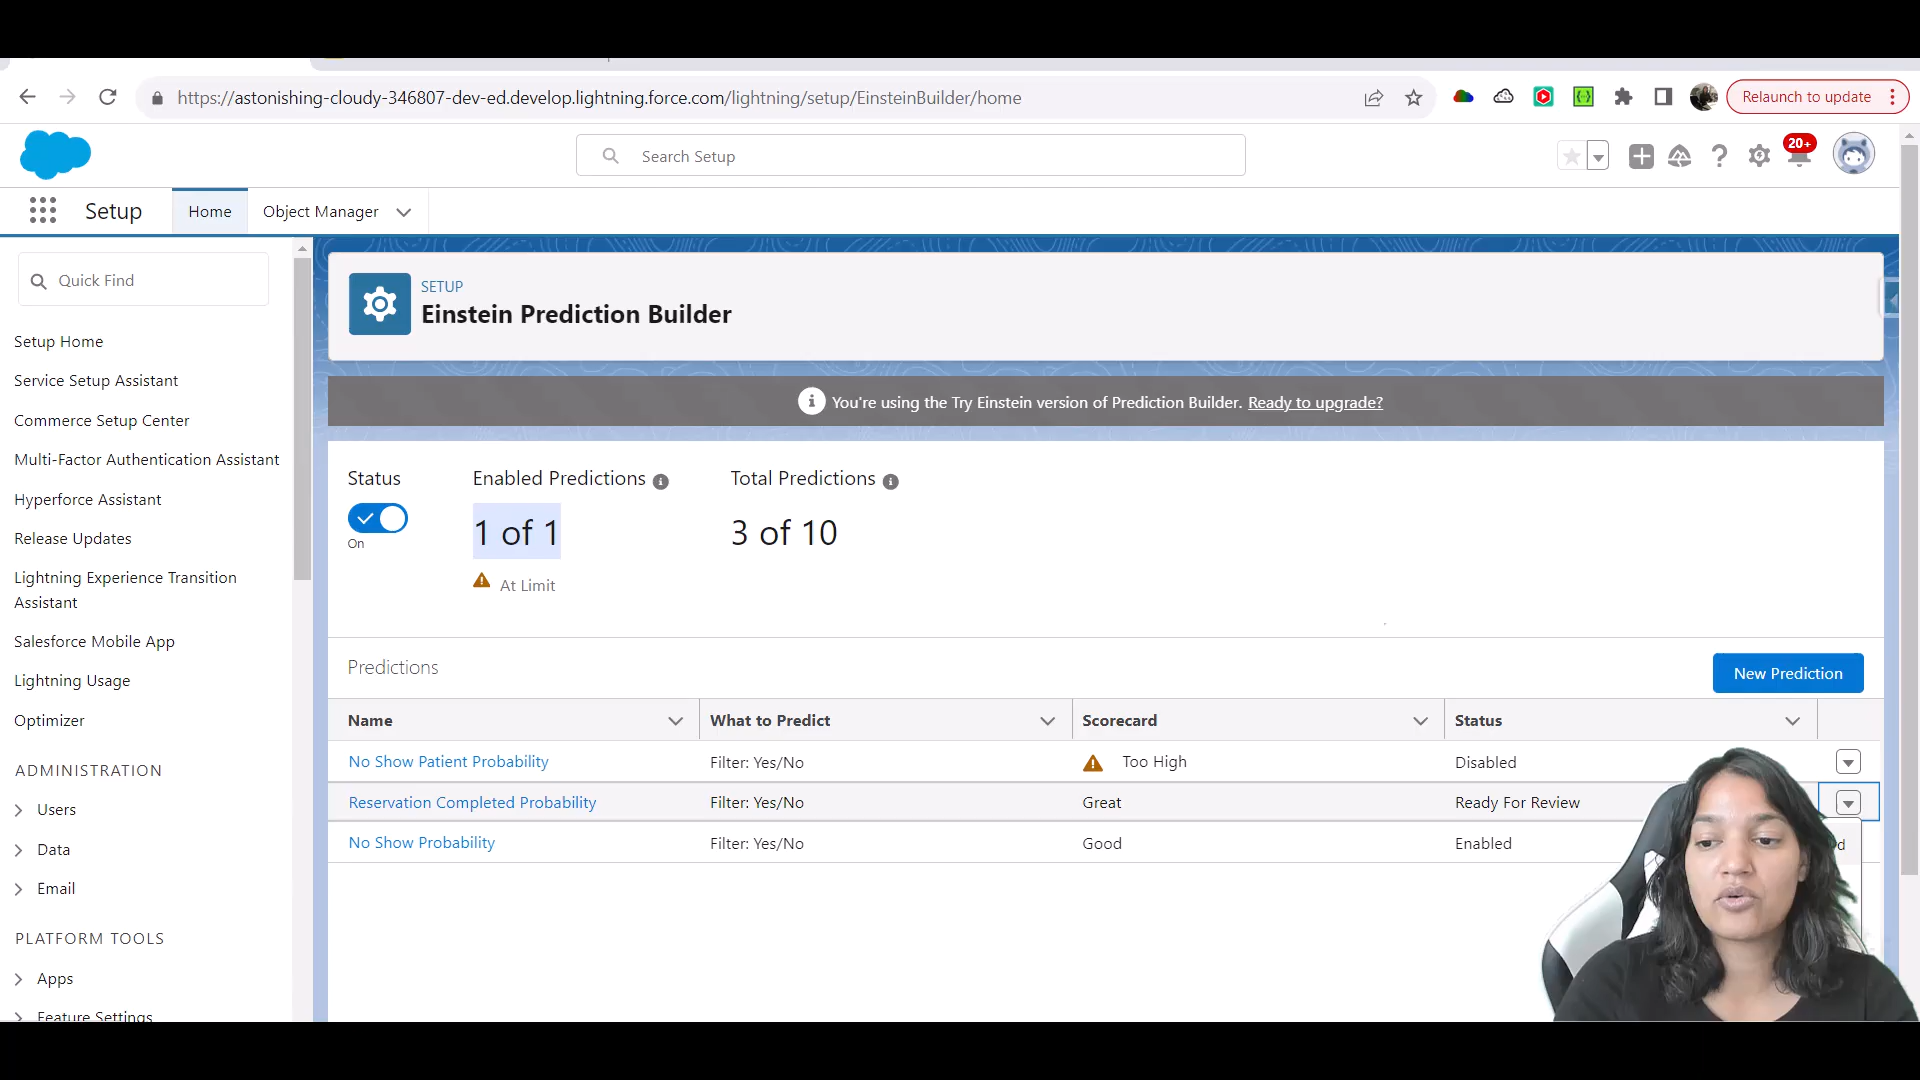 https://astonishing-cloudy-346807-dev-ed.develop.lightning.force.com/lightning/setup/EinsteinBuilder/home
Relaunch to update
Search Setup
20+
Setup
Home
Object Manager
Quick Find
Setup Home
Service Setup Assistant
Commerce Setup Center
Multi-Factor Authentication Assistant
Hyperforce Assistant
Release Updates
Lightning Experience Transition
Assistant
Salesforce Mobile App
Lightning Usage
Optimizer
ADMINISTRATION
Users
Data
Email
PLATFORM TOOLS
Apps
Feature Settings
SETUP
Einstein Prediction Builder
You're using the Try Einstein version of Prediction Builder. Ready to upgrade?
Status
On
Enabled Predictions
1 of 1
At Limit
Total Predictions
3 of 10
Predictions
New Prediction
Name What to Predict Scorecard Status
No Show Patient Probability Filter: Yes/No Too High Disabled
Reservation Completed Probability Filter: Yes/No Great Ready For Review
No Show Probability Filter: Yes/No Good Enabled